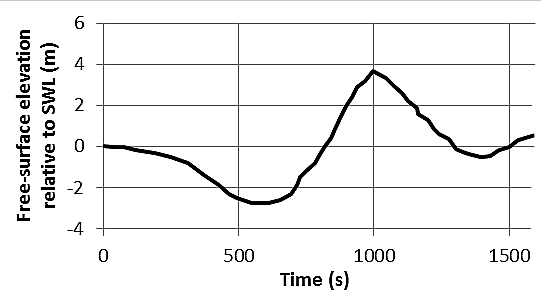 Free-surface elevation
relative to SWL (m)
6
4
2
0
-2
-4
0 500 1000 1500
Time (s)